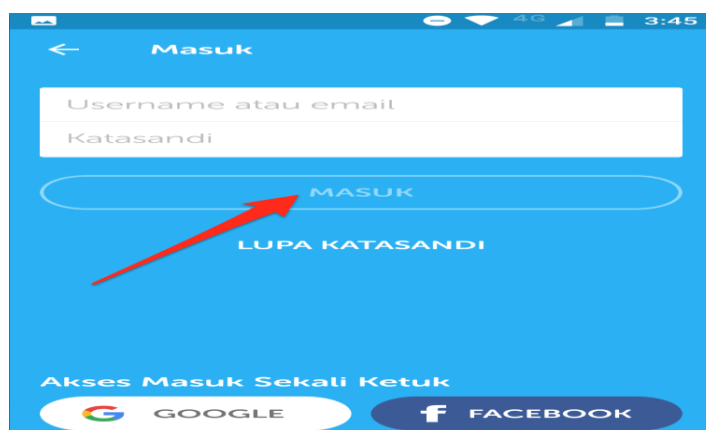 4G 3:45
Masuk
Username atau email
Katasandi
MASUK
LUPA KATASANDI
Akses Masuk Sekali Ketuk
GOOGLE FACEBOOK